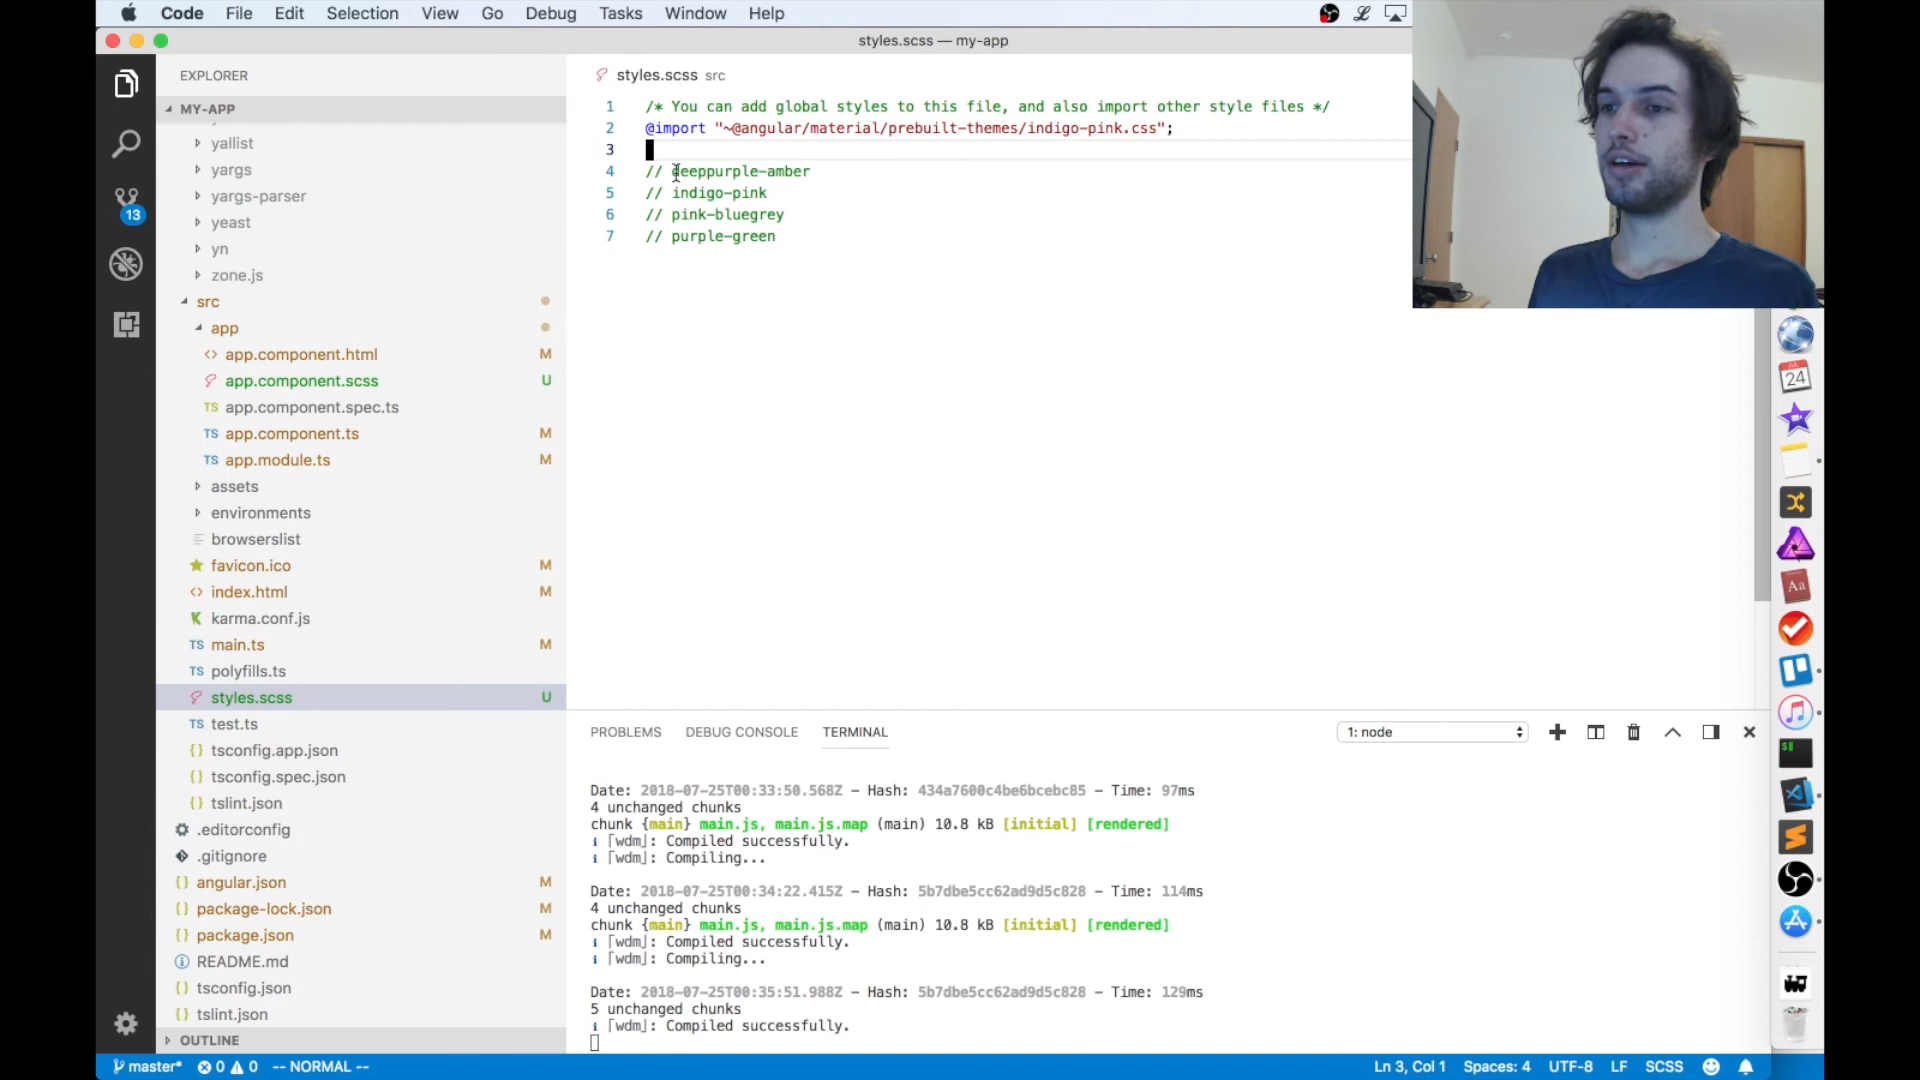 Code File Edit Selection View Go Debug Tasks Window Help
styles.scss — my-app
EXPLORER
MY-APP
yallist
yargs
yargs-parser
yeast
yn
zone.js
src
app
app.component.html M
app.component.scss U
TS app.component.spec.ts
TS app.component.ts M
TS app.module.ts M
assets
environments
browserslist
favicon.ico M
index.html M
karma.conf.js
TS main.ts M
TS polyfills.ts
styles.scss U
TS test.ts
{} tsconfig.app.json
{} tsconfig.spec.json
{} tslint.json
.editorconfig
.gitignore
{} angular.json M
{} package-lock.json M
{} package.json M
README.md
{} tsconfig.json
{} tslint.json
OUTLINE
13
styles.scss src
1 /* You can add global styles to this file, and also import other style files */
2 @import "~@angular/material/prebuilt-themes/indigo-pink.css";
3
4 // deeppurple-amber
5 // indigo-pink
6 // pink-bluegrey
7 // purple-green
PROBLEMS DEBUG CONSOLE TERMINAL 1: node
Date: 2018-07-25T00:33:50.568Z - Hash: 434a7600c4be6bcebc85 - Time: 97ms
4 unchanged chunks
chunk {main} main.js, main.js.map (main) 10.8 kB [initial] [rendered]
ℹ ｢wdm｣: Compiled successfully.
ℹ ｢wdm｣: Compiling...
Date: 2018-07-25T00:34:22.415Z - Hash: 5b7dbe5cc62ad9d5c828 - Time: 114ms
4 unchanged chunks
chunk {main} main.js, main.js.map (main) 10.8 kB [initial] [rendered]
ℹ ｢wdm｣: Compiled successfully.
ℹ ｢wdm｣: Compiling...
Date: 2018-07-25T00:35:51.988Z - Hash: 5b7dbe5cc62ad9d5c828 - Time: 129ms
5 unchanged chunks
ℹ ｢wdm｣: Compiled successfully.
24
Aa
master* 0 0 -- NORMAL -- Ln 3, Col 1 Spaces: 4 UTF-8 LF SCSS